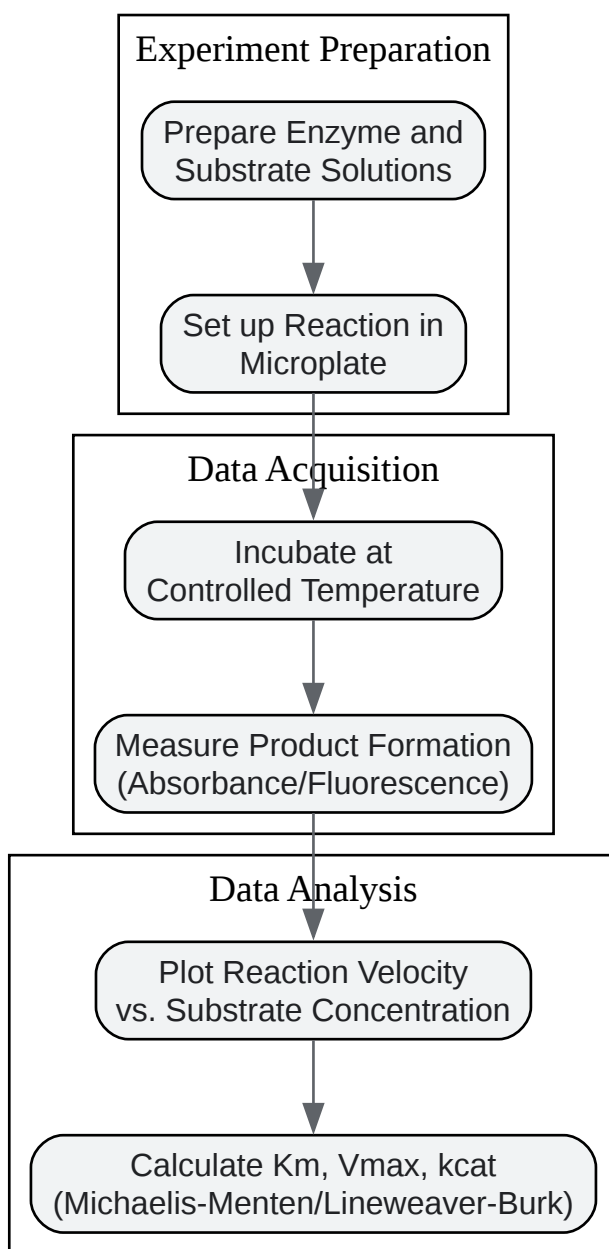 Experiment Preparation
Prepare Enzyme and
Substrate Solutions
Set up Reaction in
Microplate
Data Acquisition
Incubate at
Controlled Temperature
Measure Product Formation
(Absorbance/Fluorescence)
Data Analysis
Plot Reaction Velocity
vs. Substrate Concentration
Calculate Km, Vmax, kcat
(Michaelis-Menten/Lineweaver-Burk)